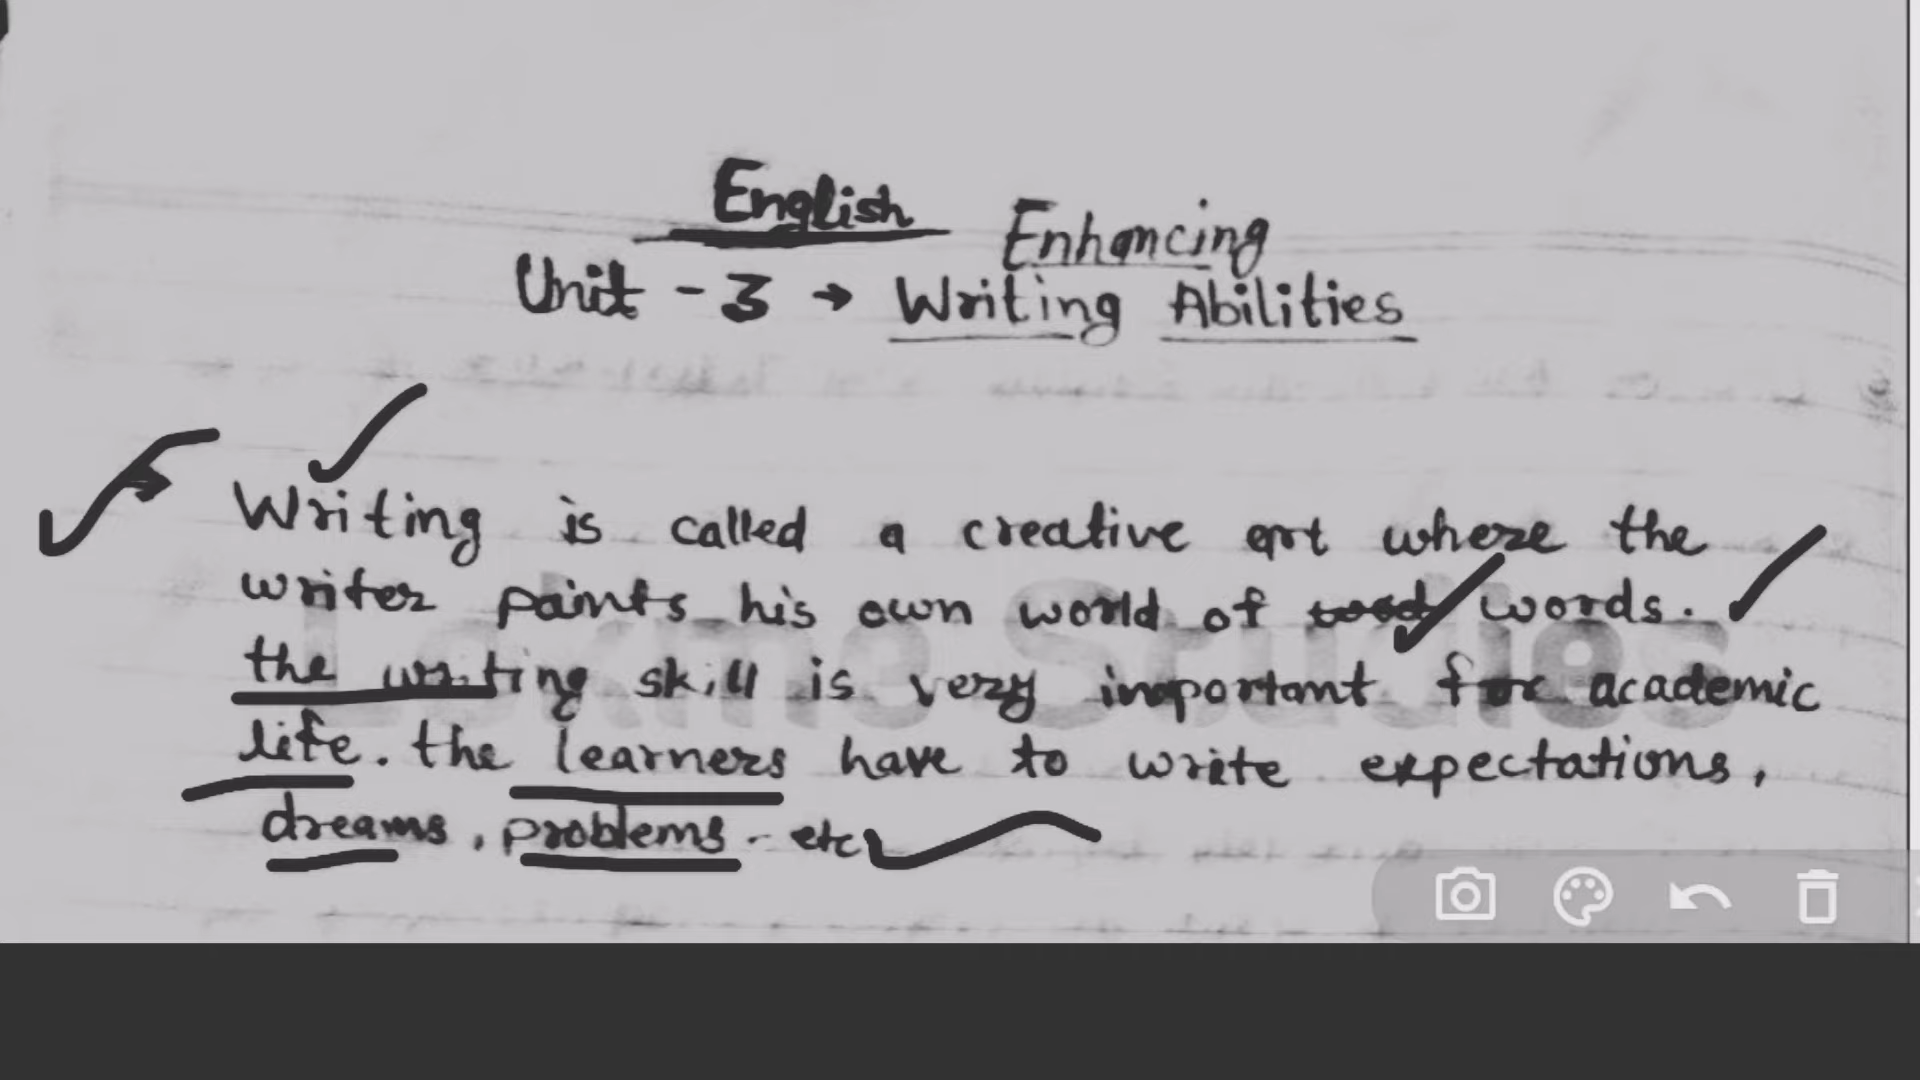 English
Enhancing
Unit - 3 → Writing Abilities
→ Writing is called a creative art where the
writer paints his own world of words.
the writing skill is very important for academic
life. the learners have to write expectations,
dreams, problems. etc
Lokme Studies